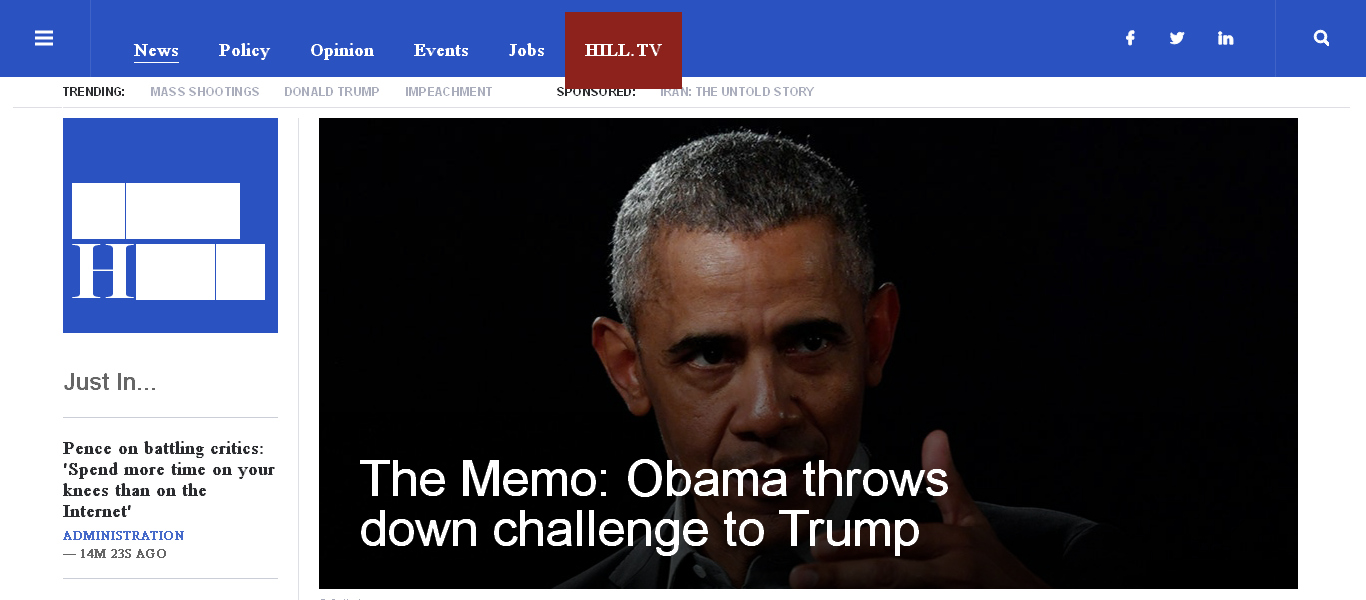 News Policy Opinion Events Jobs HILL.TV
TRENDING: MASS SHOOTINGS DONALD TRUMP IMPEACHMENT SPONSORED: IRAN: THE UNTOLD STORY
H
Just In...
Pence on battling critics:
'Spend more time on your
knees than on the
Internet'
ADMINISTRATION
— 14M 23S AGO
The Memo: Obama throws
down challenge to Trump